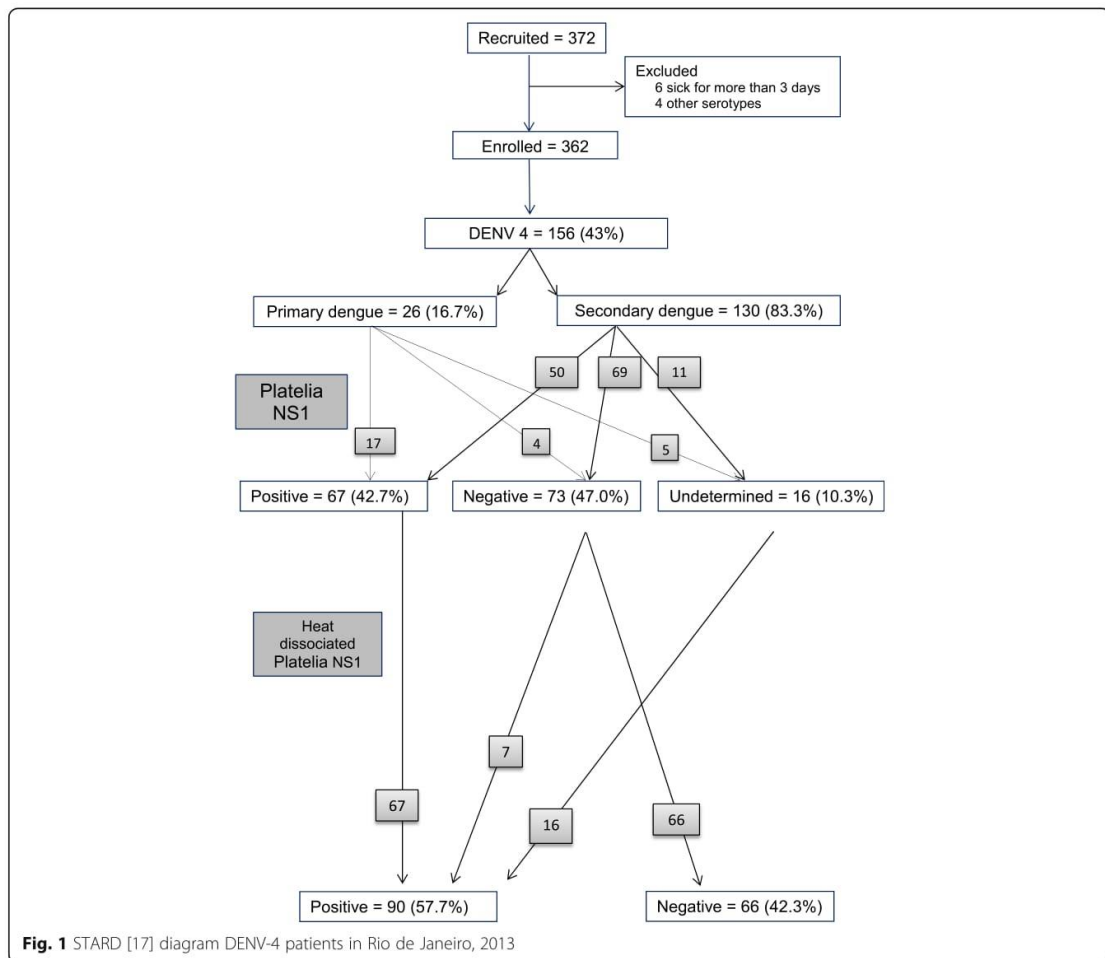 Recruited = 372
Excluded
6 sick for more than 3 days
4 other serotypes
Enrolled = 362
DENV 4 = 156 (43%)
Primary dengue = 26 (16.7%)
Secondary dengue = 130 (83.3%)
50
69
11
Platelia
NS1
17
4
5
Positive = 67 (42.7%)
Negative = 73 (47.0%)
Undetermined = 16 (10.3%)
Heat
dissociated
Platelia NS1
7
67
16
66
Positive = 90 (57.7%)
Negative = 66 (42.3%)
Fig. 1 STARD [17] diagram DENV-4 patients in Rio de Janeiro, 2013